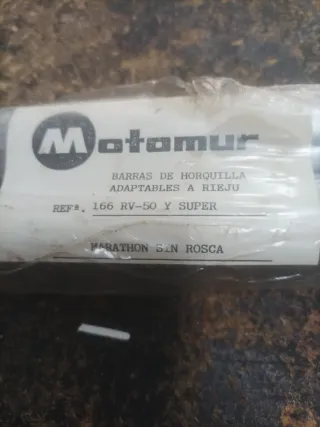 Motomur
BARRAS DE HORQUILLA
ADAPTABLES A RIEJU
REFª. 166 RV-50 Y SUPER
MARATHON SIN ROSCA